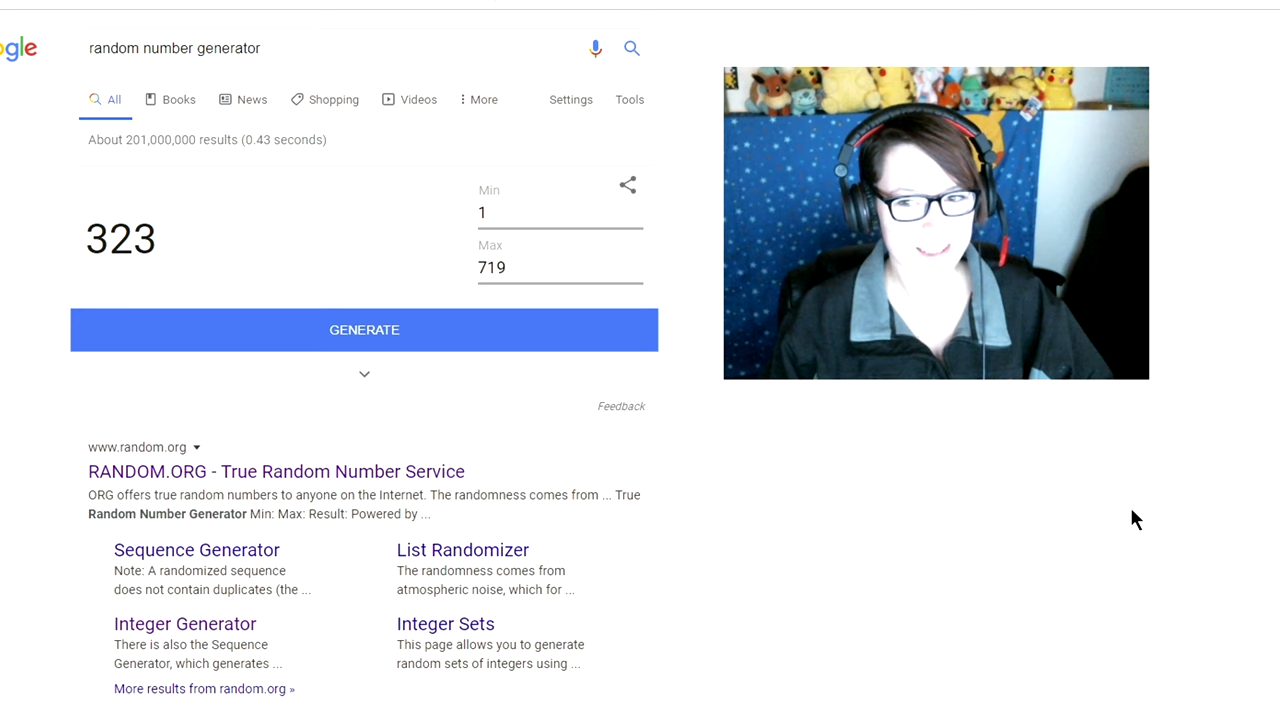 ogle
random number generator
All
Books
News
Shopping
Videos
More
Settings
Tools
About 201,000,000 results (0.43 seconds)
Min
1
323
Max
719
GENERATE
Feedback
www.random.org
RANDOM.ORG - True Random Number Service
ORG offers true random numbers to anyone on the Internet. The randomness comes from ... True
Random Number Generator Min: Max: Result: Powered by ...
Sequence Generator
Note: A randomized sequence
does not contain duplicates (the ...
List Randomizer
The randomness comes from
atmospheric noise, which for ...
Integer Generator
There is also the Sequence
Generator, which generates ...
Integer Sets
This page allows you to generate
random sets of integers using ...
More results from random.org »